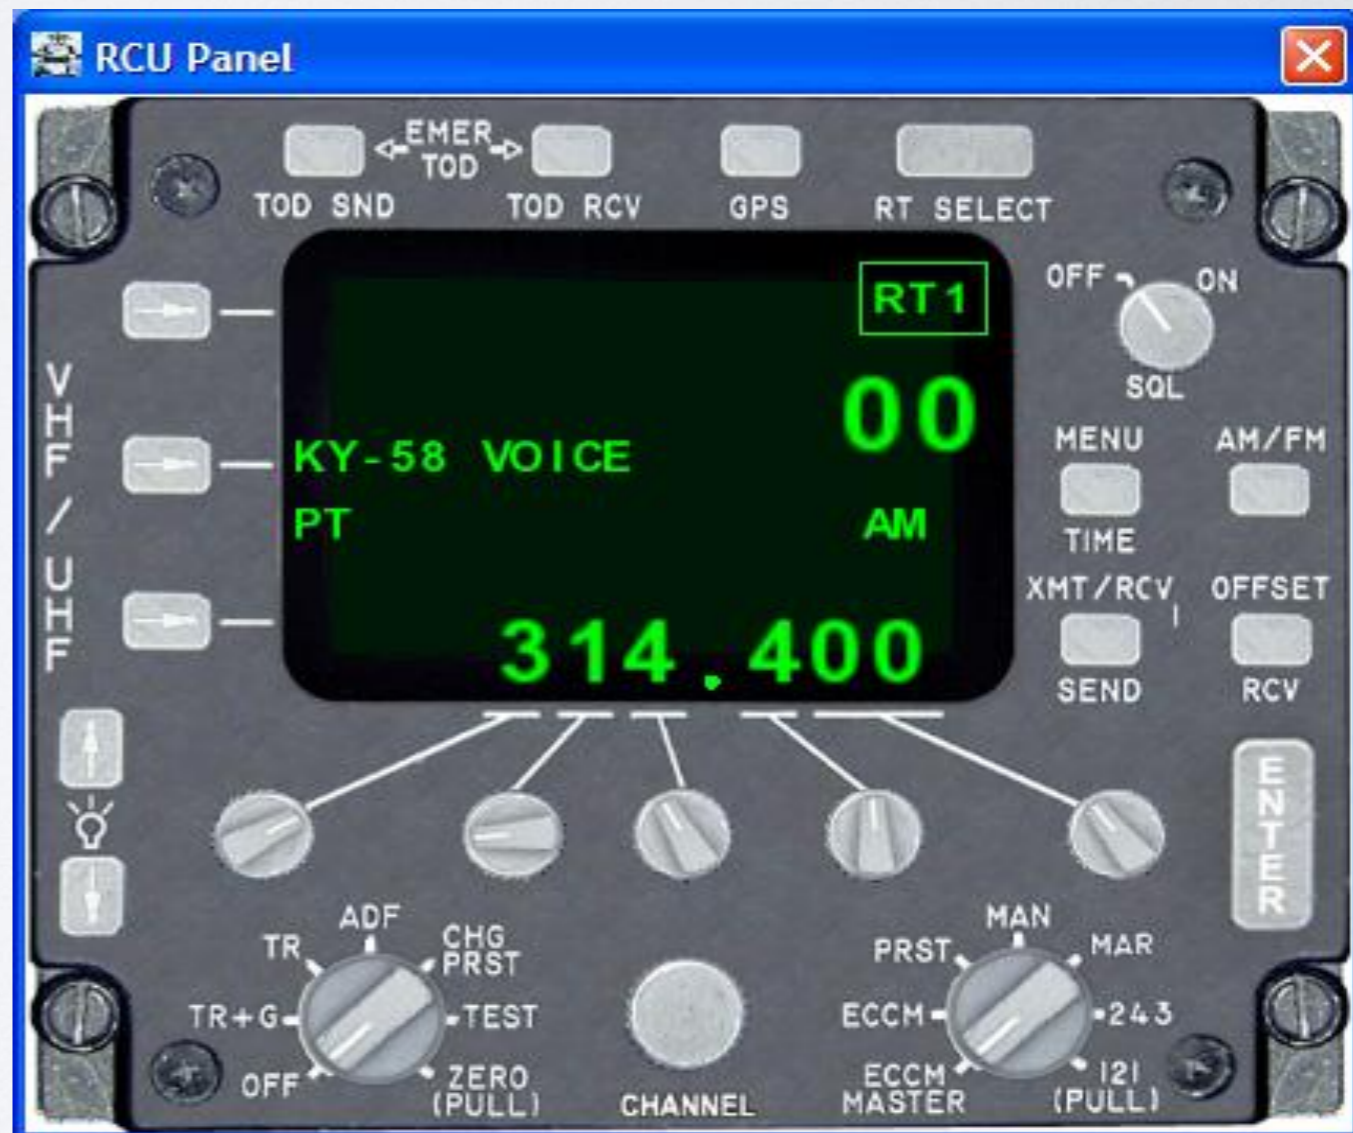 RCU Panel
EMER
TOD
TOD SND
TOD RCV
GPS
RT SELECT
RT1
OFF
ON
SQL
00
KY-58 VOICE
PT
AM
314.400
VHF/UHF
MENU
AM/FM
TIME
XMT/RCV
OFFSET
SEND
RCV
ENTER
ADF
TR
CHG
PRST
TR+G
TEST
OFF
ZERO
(PULL)
CHANNEL
MAN
PRST
MAR
ECCM
243
ECCM
MASTER
121
(PULL)